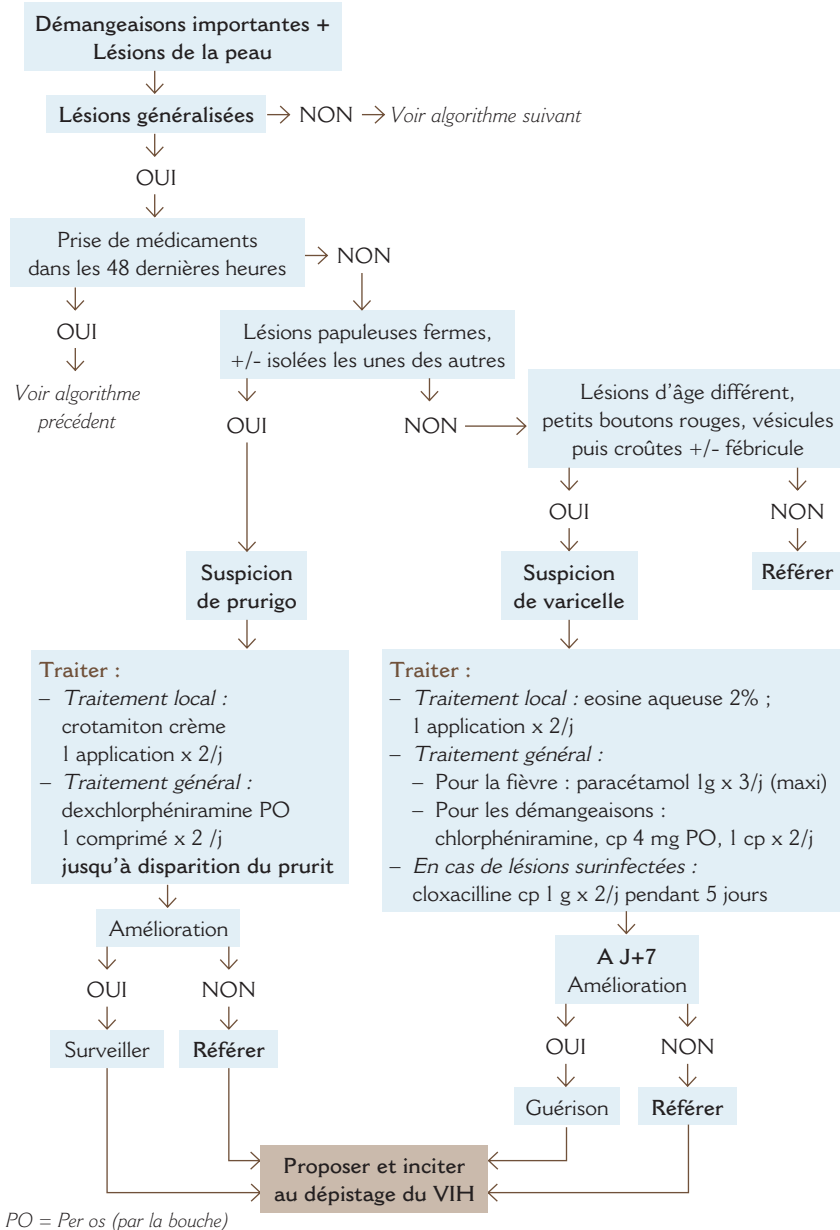 Démangeaisons importantes +
Lésions de la peau
Lésions généralisées
NON
Voir algorithme suivant
OUI
Prise de médicaments
dans les 48 dernières heures
NON
OUI
Voir algorithme
précédent
Lésions papuleuses fermes,
+/- isolées les unes des autres
OUI
NON
Lésions d’âge différent,
petits boutons rouges, vésicules
puis croûtes +/- fébricule
OUI
NON
Suspicion
de prurigo
Suspicion
de varicelle
Référer
Traiter :
– Traitement local :
crotamiton crème
1 application x 2/j
– Traitement général :
dexchlorphéniramine PO
1 comprimé x 2 /j
jusqu’à disparition du prurit
Traiter :
– Traitement local : eosine aqueuse 2% ;
1 application x 2/j
– Traitement général :
– Pour la fièvre : paracétamol 1g x 3/j (maxi)
– Pour les démangeaisons :
chlorphéniramine, cp 4 mg PO, 1 cp x 2/j
– En cas de lésions surinfectées :
cloxacilline cp 1 g x 2/j pendant 5 jours
Amélioration
OUI
NON
Surveiller
Référer
A J+7
Amélioration
OUI
NON
Guérison
Référer
Proposer et inciter
au dépistage du VIH
PO = Per os (par la bouche)